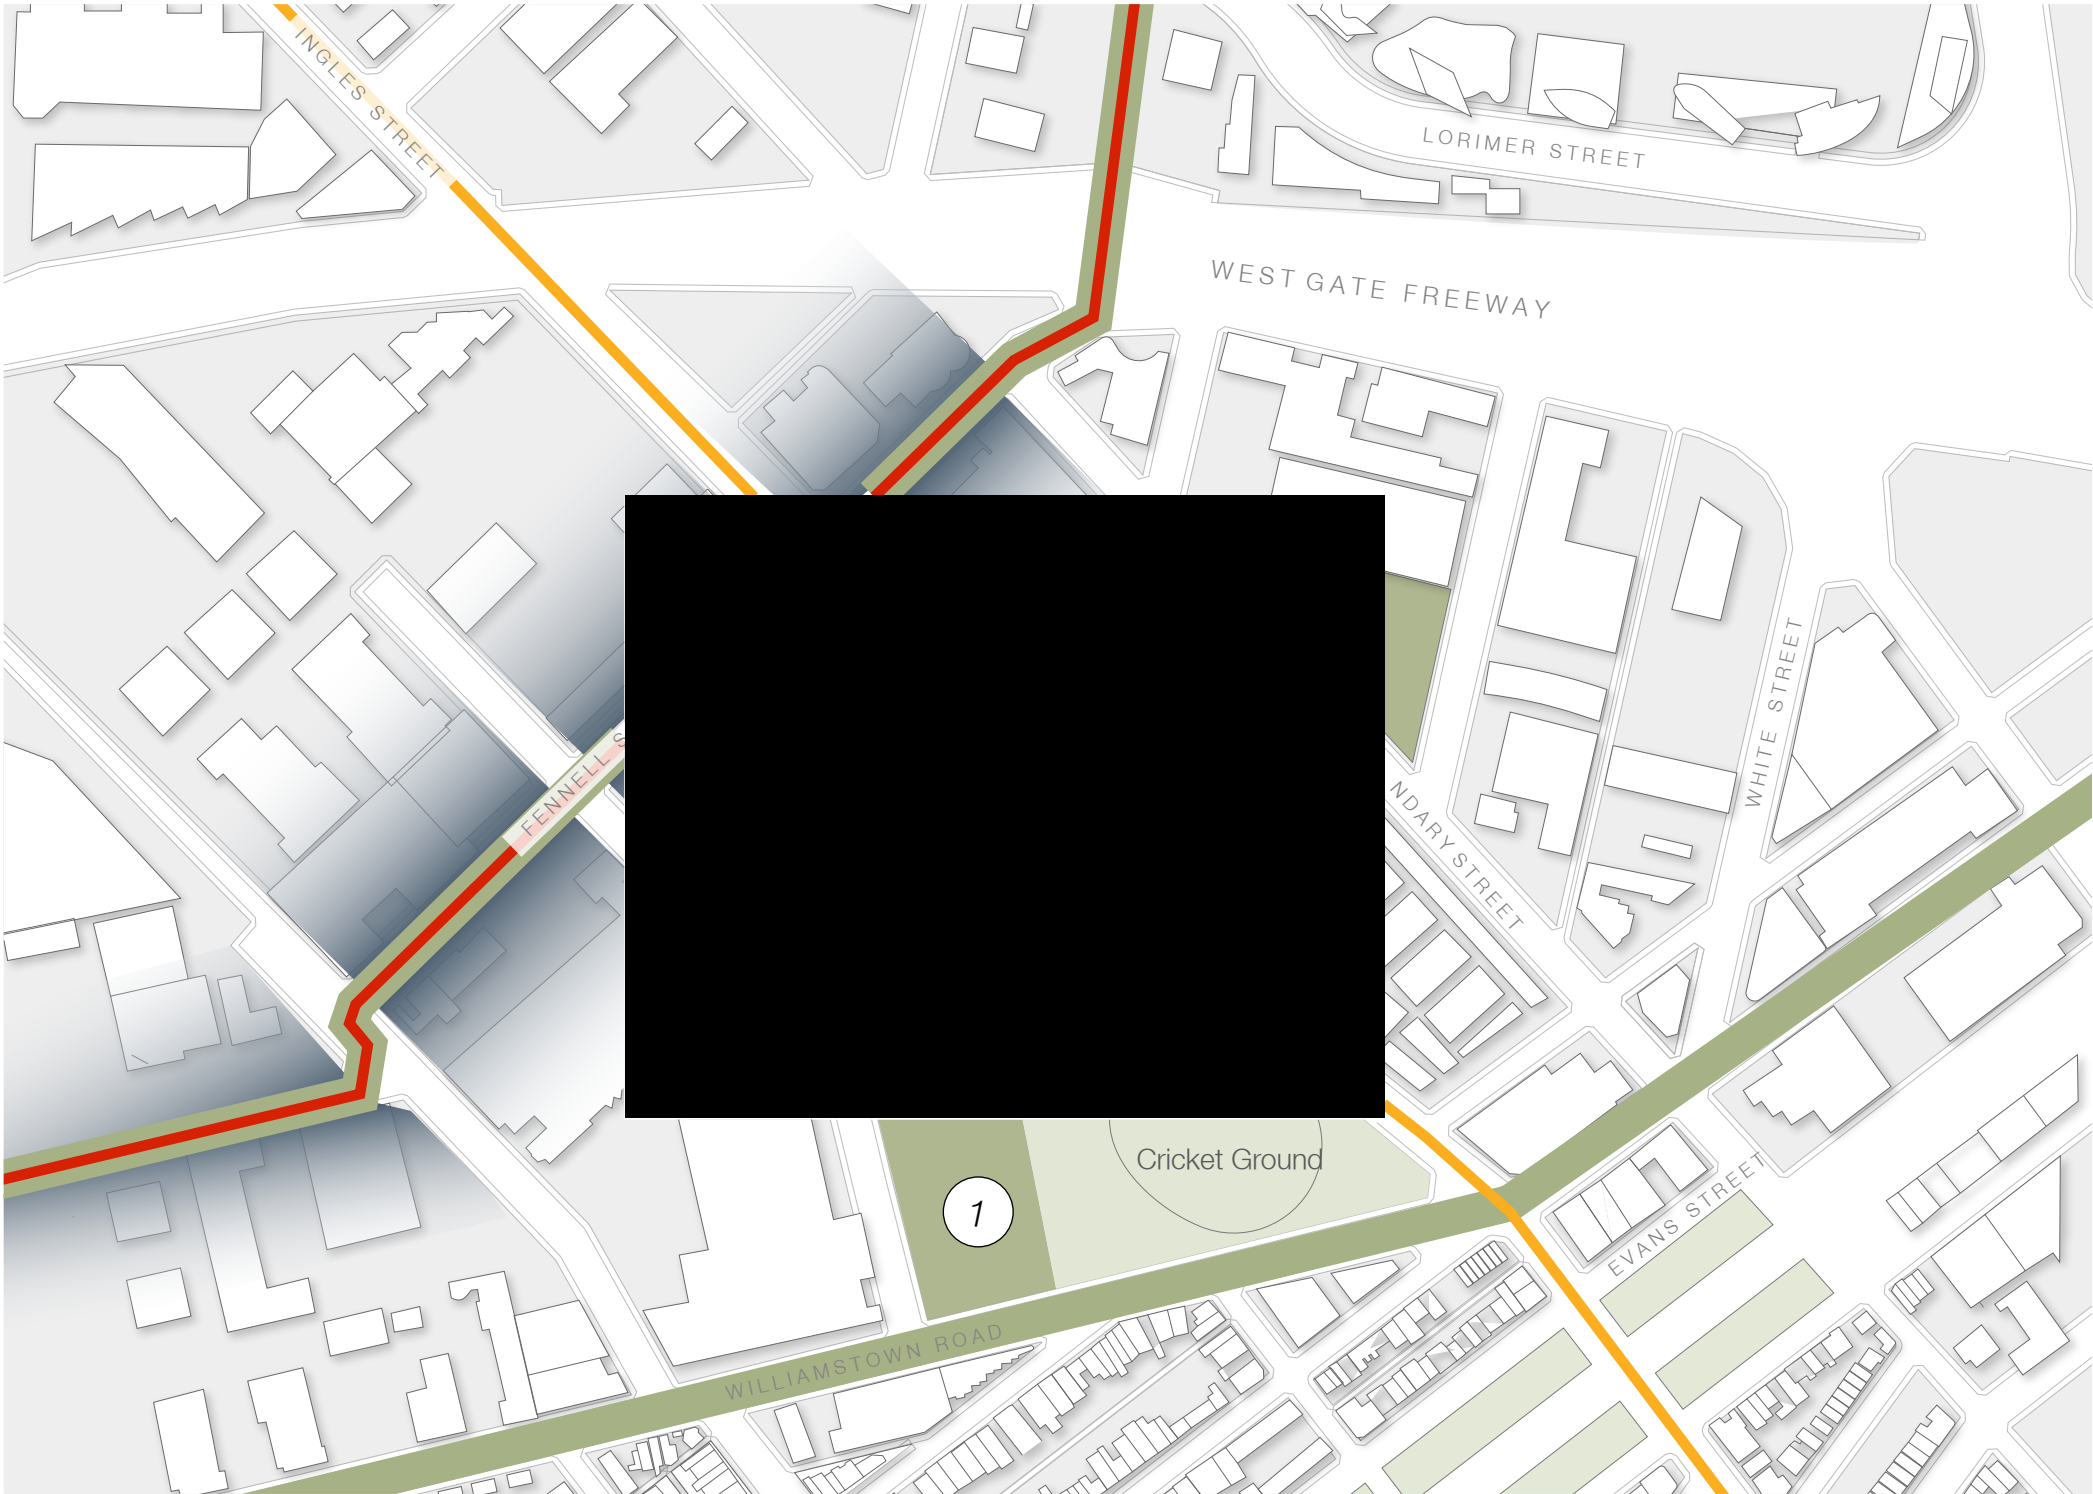 INGLES STREET
LORIMER STREET
WEST GATE FREEWAY
WHITE STREET
FENNELL S
NDARY STREET
Cricket Ground
1
EVANS STREET
WILLIAMSTOWN ROAD